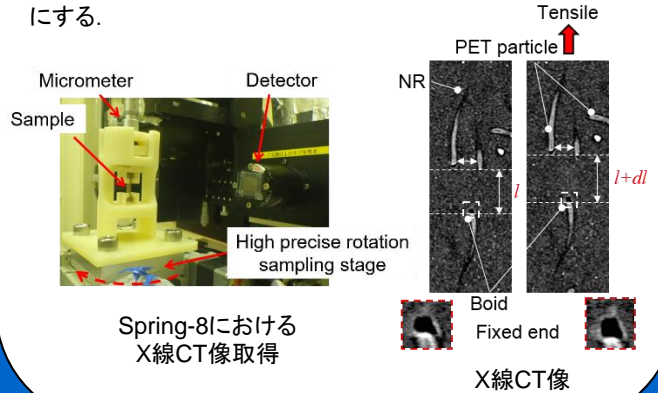 にする.
Micrometer
Detector
Sample
High precise rotation
sampling stage
Spring-8における
X線CT像取得
Tensile
PET particle
NR
l
l+dl
Boid
Fixed end
X線CT像